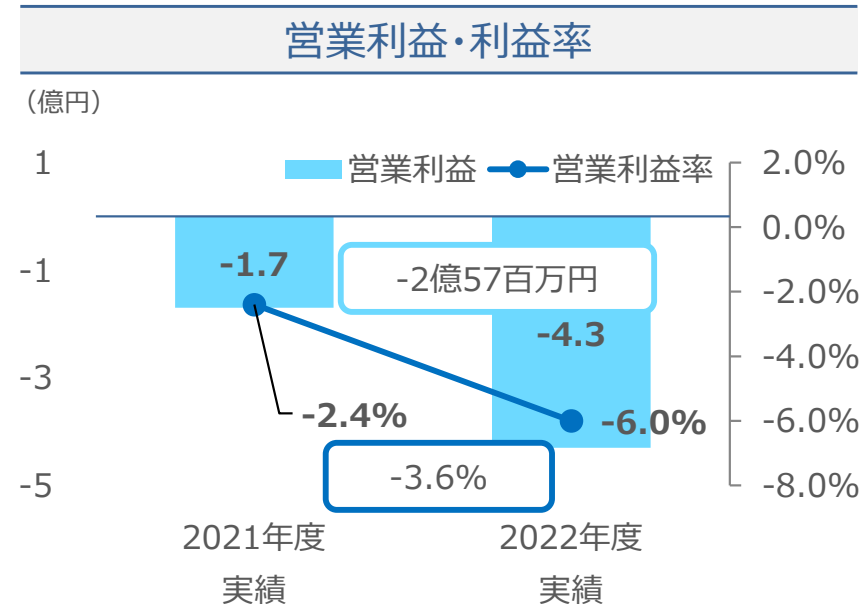 営業利益・利益率
（億円）
営業利益 営業利益率
1
-1
-3
-5
2.0%
0.0%
-2.0%
-4.0%
-6.0%
-8.0%
-1.7
-2億57百万円
-4.3
-2.4%
-6.0%
-3.6%
2021年度
実績
2022年度
実績